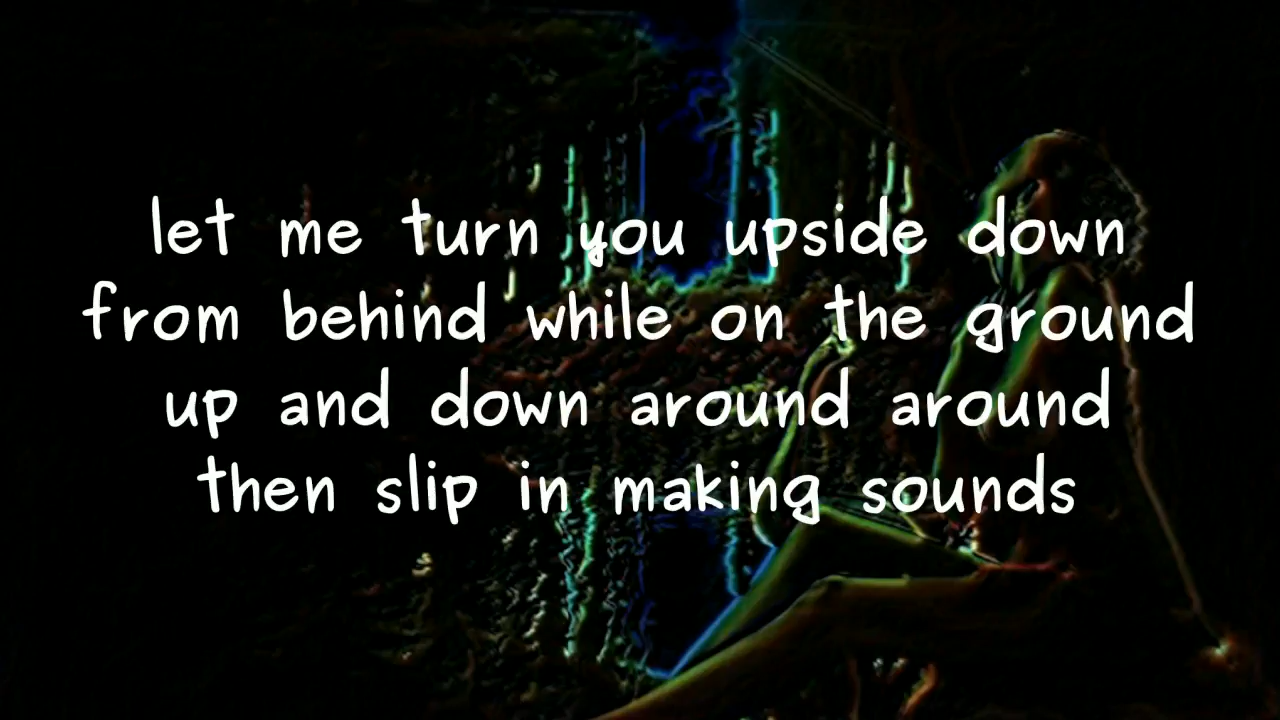 let me turn you upside down
from behind while on the ground
up and down around around
then slip in making sounds